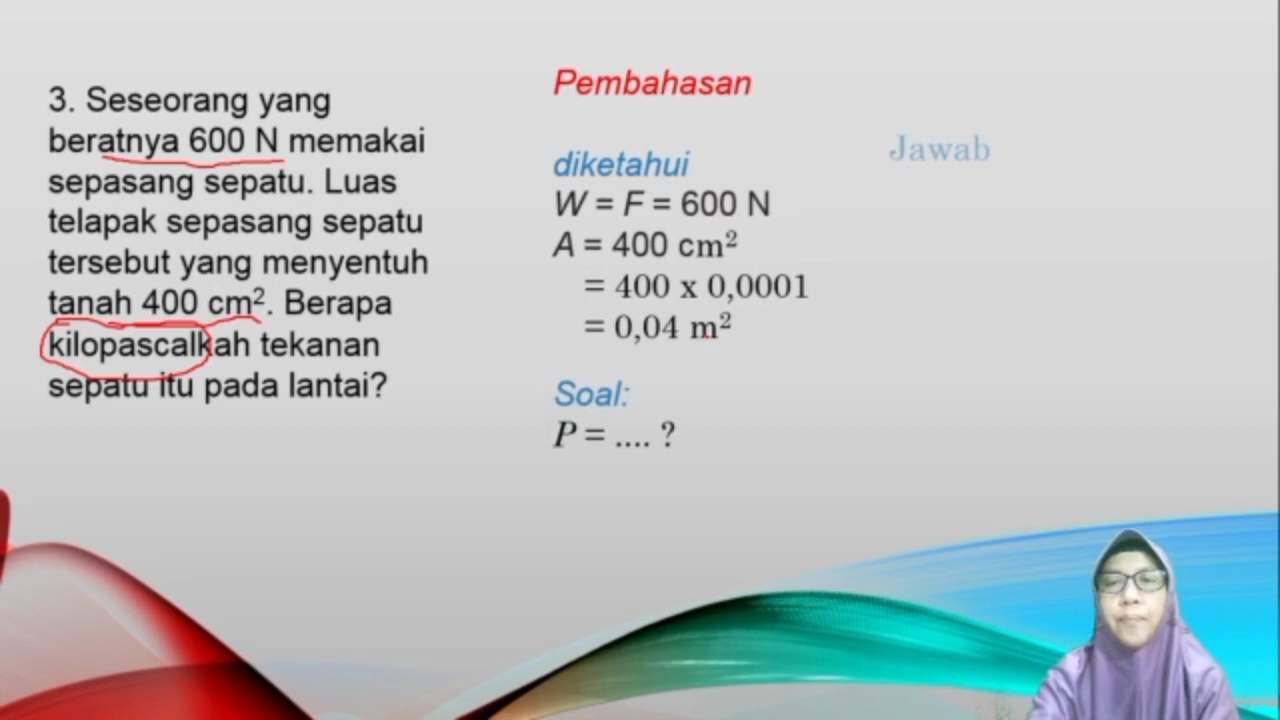 3. Seseorang yang
beratnya 600 N memakai
sepasang sepatu. Luas
telapak sepasang sepatu
tersebut yang menyentuh
tanah 400 cm². Berapa
kilopascalkah tekanan
sepatu itu pada lantai?
Pembahasan
diketahui
W = F = 600 N
A = 400 cm²
= 400 x 0,0001
= 0,04 m²
Soal:
P = .... ?
Jawab